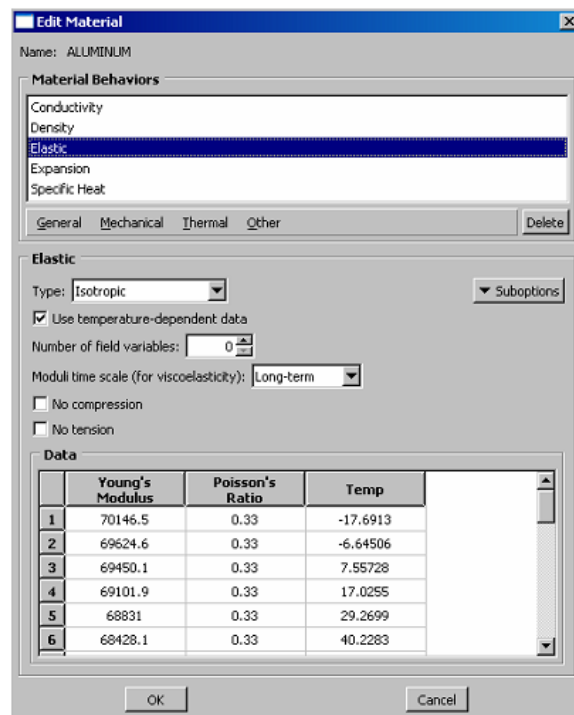 Edit Material
Name: ALUMINUM
Material Behaviors
Conductivity
Density
Elastic
Expansion
Specific Heat
General Mechanical Thermal Other Delete
Elastic
Type: Isotropic Suboptions
Use temperature-dependent data
Number of field variables: 0
Moduli time scale (for viscoelasticity): Long-term
No compression
No tension
Data
Young's Modulus Poisson's Ratio Temp
1 70146.5 0.33 -17.6913
2 69624.6 0.33 -6.64506
3 69450.1 0.33 7.55728
4 69101.9 0.33 17.0255
5 68831 0.33 29.2699
6 68428.1 0.33 40.2283
OK Cancel